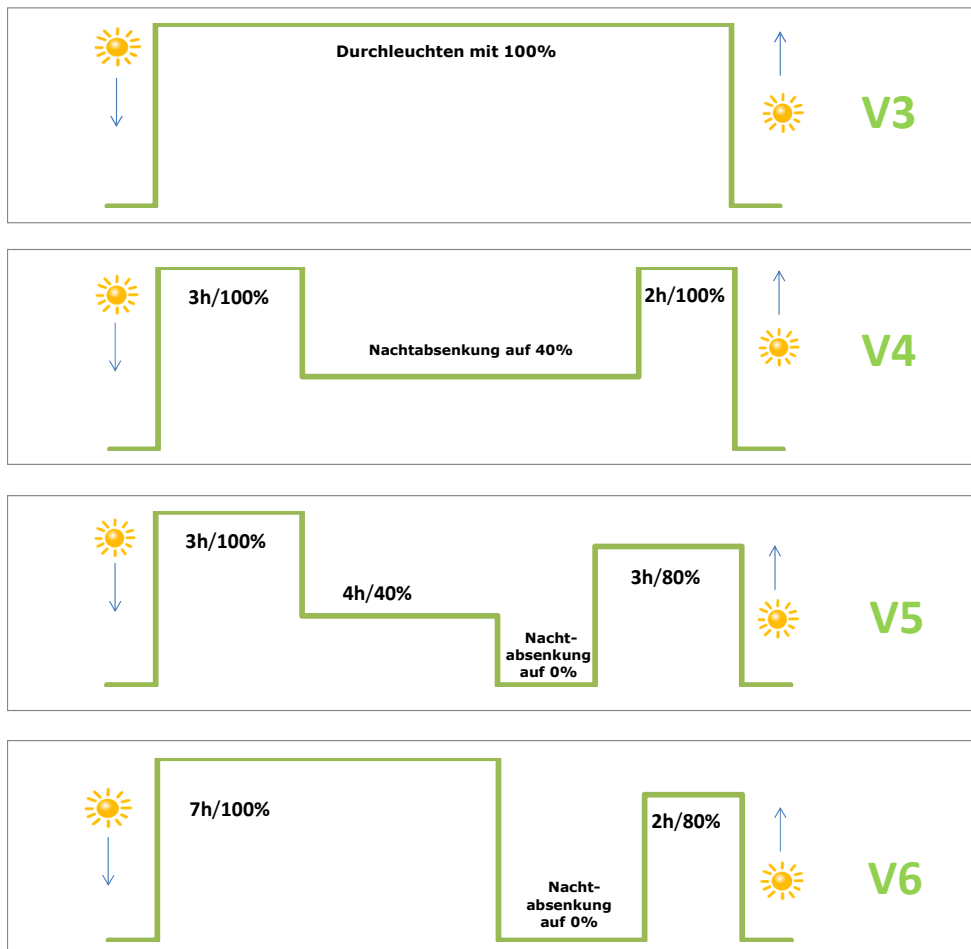 Durchleuchten mit 100%
V3
3h/100%
2h/100%
Nachtabsenkung auf 40%
V4
3h/100%
4h/40%
3h/80%
Nacht-
absenkung
auf 0%
V5
7h/100%
2h/80%
Nacht-
absenkung
auf 0%
V6